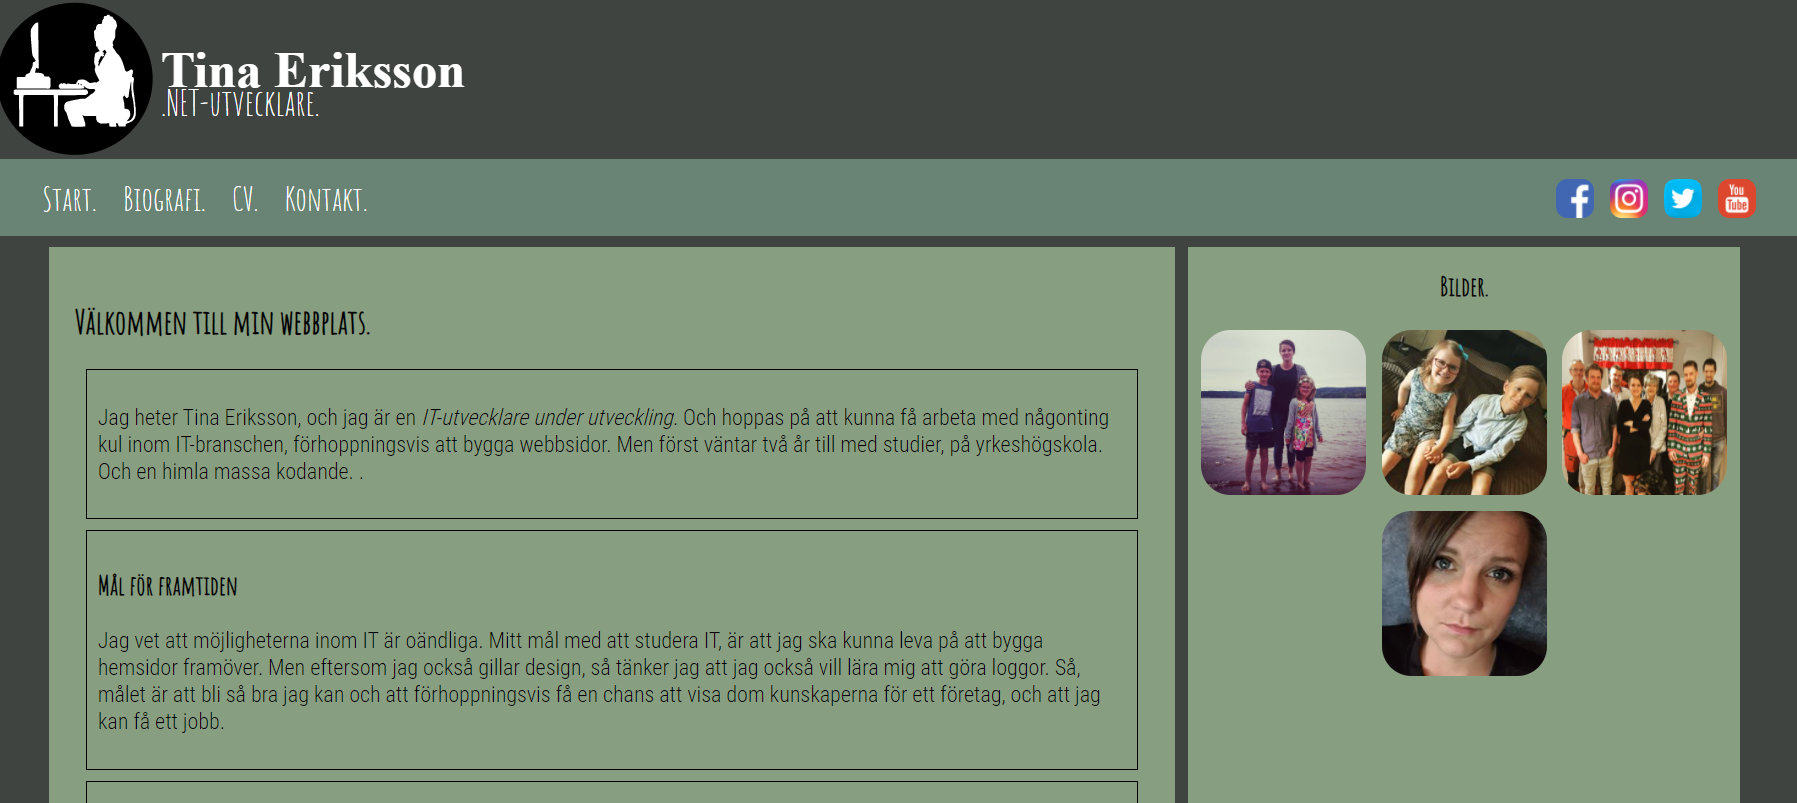 Tina Eriksson
.NET-utvecklare.
Start. Biografi. CV. Kontakt.
You
Tube
Välkommen till min webbplats.
Jag heter Tina Eriksson, och jag är en IT-utvecklare under utveckling. Och hoppas på att kunna få arbeta med någonting
kul inom IT-branschen, förhoppningsvis att bygga webbsidor. Men först väntar två år till med studier, på yrkeshögskola.
Och en himla massa kodande. .
Mål för framtiden
Jag vet att möjligheterna inom IT är oändliga. Mitt mål med att studera IT, är att jag ska kunna leva på att bygga
hemsidor framöver. Men eftersom jag också gillar design, så tänker jag att jag också vill lära mig att göra loggor. Så,
målet är att bli så bra jag kan och att förhoppningsvis få en chans att visa dom kunskaperna för ett företag, och att jag
kan få ett jobb.
Bilder.